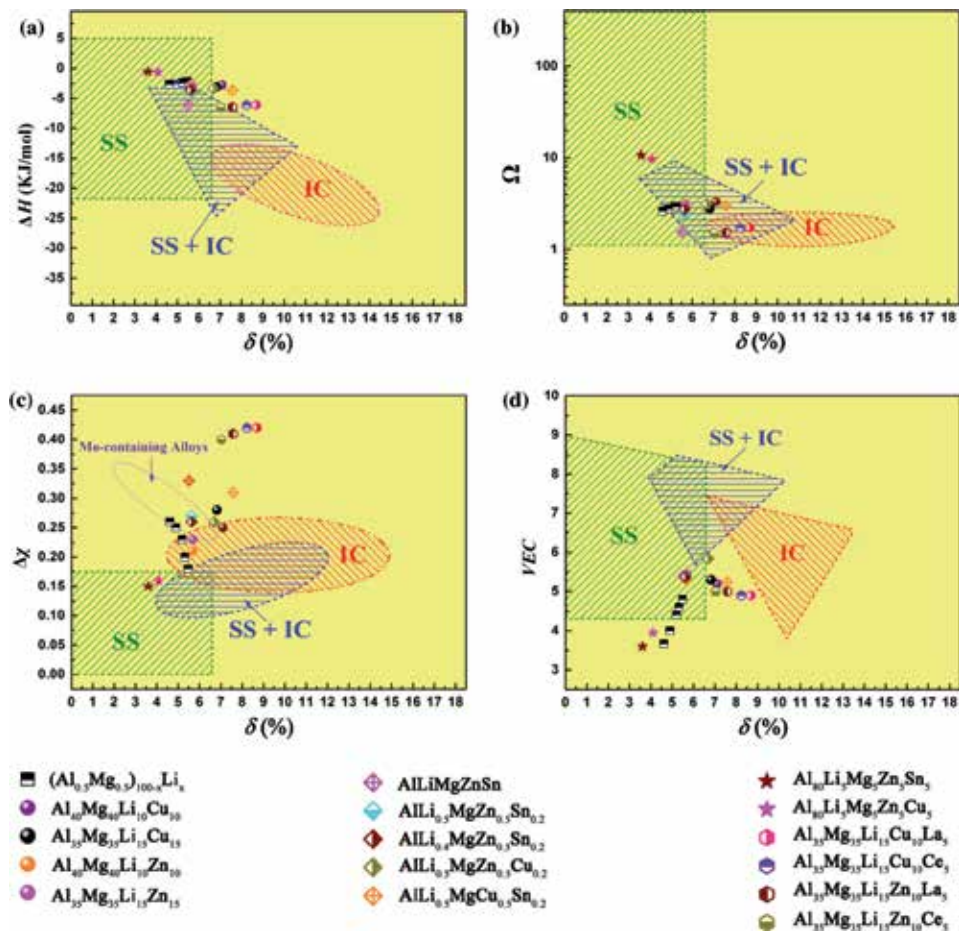 (a)
5
0
-5
-10
-15
-20
-25
-30
-35
ΔH (KJ/mol)
SS
IC
SS + IC
0 1 2 3 4 5 6 7 8 9 10 11 12 13 14 15 16 17 18
δ (%)
(b)
100
10
1
Ω
SS
SS + IC
IC
0 1 2 3 4 5 6 7 8 9 10 11 12 13 14 15 16 17 18
δ (%)
(c)
0.45
0.40
0.35
0.30
0.25
0.20
0.15
0.10
0.05
0.00
Δχ
Mo-containing Alloys
IC
SS
SS + IC
0 1 2 3 4 5 6 7 8 9 10 11 12 13 14 15 16 17 18
δ (%)
(d)
10
9
8
7
6
5
4
3
VEC
SS + IC
SS
IC
0 1 2 3 4 5 6 7 8 9 10 11 12 13 14 15 16 17 18
δ (%)
(Al0.5Mg0.5)100-xLix
Al40Mg40Li10Cu10
Al35Mg35Li15Cu15
Al40Mg40Li10Zn10
Al35Mg35Li15Zn15
AlLiMgZnSn
AlLi0.5MgZn0.5Sn0.2
AlLi0.4MgZn0.5Sn0.2
AlLi0.5MgZn0.5Cu0.2
AlLi0.5MgCu0.5Sn0.2
Al80Li5Mg5Zn5Sn5
Al80Li5Mg5Zn5Cu5
Al35Mg35Li15Cu10La5
Al35Mg35Li15Cu10Ce5
Al35Mg35Li15Zn10La5
Al35Mg35Li15Zn10Ce5